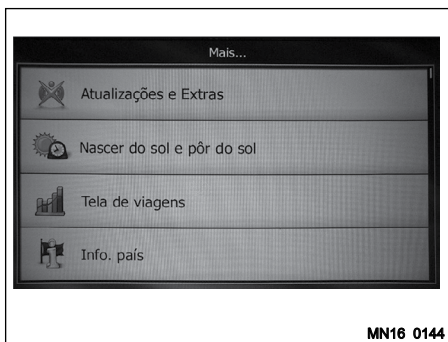 Mais...
Atualizações e Extras
Nascer do sol e pôr do sol
Tela de viagens
Info. país
MN16 0144